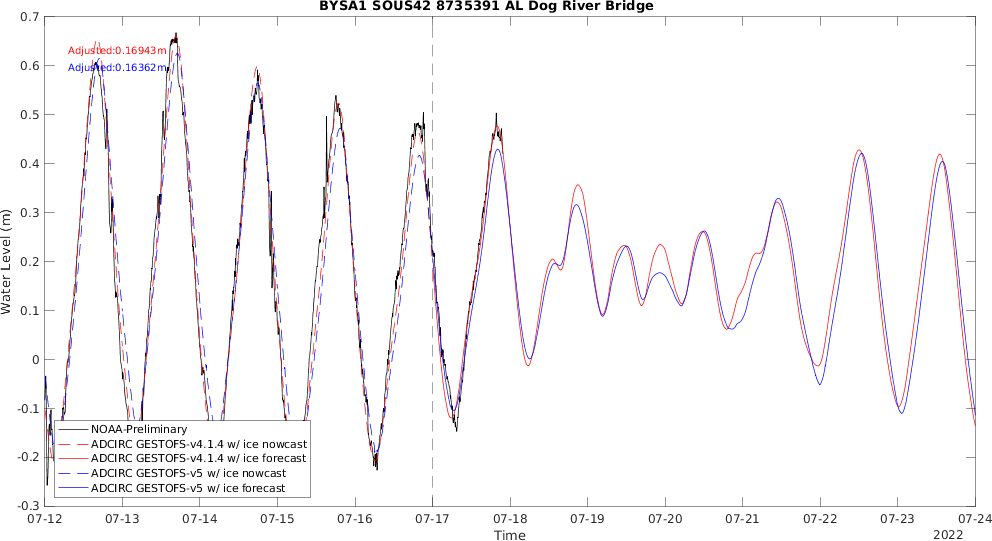 BYSA1 SOUS42 8735391 AL Dog River Bridge
0.7
0.6
0.5
0.4
0.3
0.2
0.1
0
-0.1
-0.2
-0.3
Water Level (m)
Adjusted:0.16943m
Adjusted:0.16362m
NOAA-Preliminary
ADCIRC GESTOFS-v4.1.4 w/ ice nowcast
ADCIRC GESTOFS-v4.1.4 w/ ice forecast
ADCIRC GESTOFS-v5 w/ ice nowcast
ADCIRC GESTOFS-v5 w/ ice forecast
07-12 07-13 07-14 07-15 07-16 07-17 07-18 07-19 07-20 07-21 07-22 07-23 07-24
Time
2022